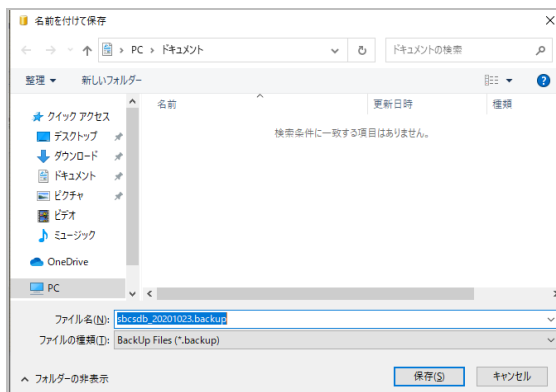 名前を付けて保存
PC › ドキュメント
ドキュメントの検索
整理 新しいフォルダー
名前 更新日時 種類
検索条件に一致する項目はありません。
クイック アクセス
デスクトップ
ダウンロード
ドキュメント
ピクチャ
ビデオ
ミュージック
OneDrive
PC
ファイル名(N): sbcsdb_20201023.backup
ファイルの種類(T): BackUp Files (*.backup)
フォルダーの非表示 保存(S) キャンセル